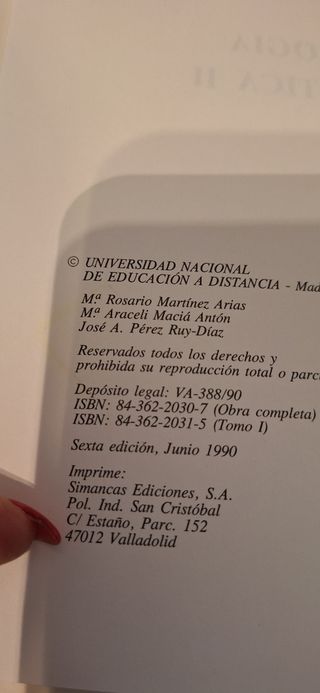 © UNIVERSIDAD NACIONAL
DE EDUCACIÓN A DISTANCIA - Mad
Mª Rosario Martínez Arias
Mª Araceli Maciá Antón
José A. Pérez Ruy-Díaz
Reservados todos los derechos y
prohibida su reproducción total o parc
Depósito legal: VA-388/90
ISBN: 84-362-2030-7 (Obra completa)
ISBN: 84-362-2031-5 (Tomo I)
Sexta edición, Junio 1990
Imprime:
Simancas Ediciones, S.A.
Pol. Ind. San Cristóbal
C/ Estaño, Parc. 152
47012 Valladolid